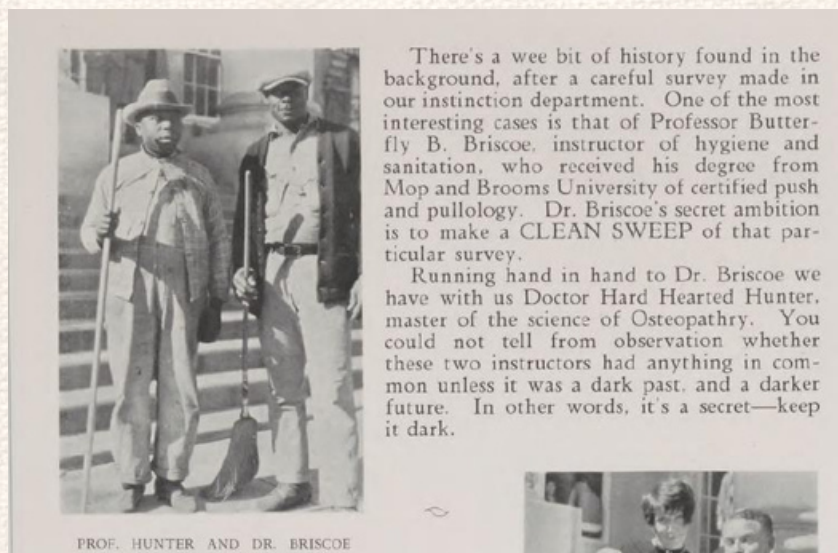 There's a wee bit of history found in the
background, after a careful survey made in
our instinction department. One of the most
interesting cases is that of Professor Butter-
fly B. Briscoe, instructor of hygiene and
sanitation, who received his degree from
Mop and Brooms University of certified push
and pullology. Dr. Briscoe's secret ambition
is to make a CLEAN SWEEP of that par-
ticular survey.
Running hand in hand to Dr. Briscoe we
have with us Doctor Hard Hearted Hunter,
master of the science of Osteopathry. You
could not tell from observation whether
these two instructors had anything in com-
mon unless it was a dark past, and a darker
future. In other words, it's a secret—keep
it dark.
PROF. HUNTER AND DR. BRISCOE